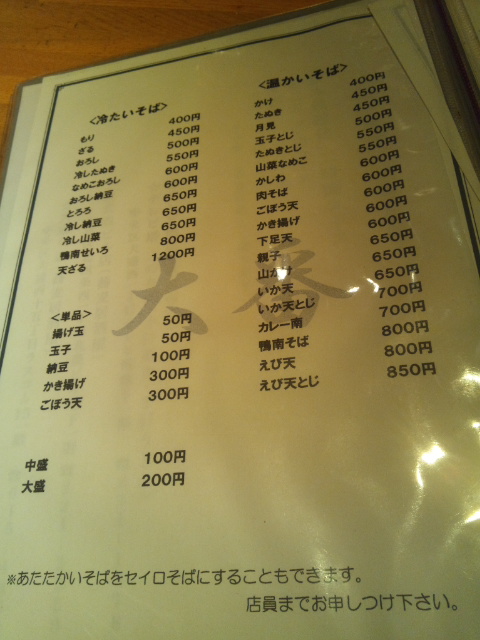 <冷たいそば>
もり 400円
ざる 450円
おろし 500円
冷したぬき 550円
なめこおろし 600円
おろし納豆 600円
とろろ 650円
冷し納豆 650円
冷し山菜 650円
鴨南せいろ 800円
天ざる 1200円
<単品>
揚げ玉 50円
玉子 50円
納豆 100円
かき揚げ 300円
ごぼう天 300円
中盛 100円
大盛 200円
<温かいそば>
かけ 400円
たぬき 450円
月見 450円
玉子とじ 500円
たぬきとじ 550円
山菜なめこ 550円
かしわ 600円
肉そば 600円
ごぼう天 600円
かき揚げ 600円
下足天 600円
親子 650円
山かけ 650円
いか天 650円
いか天とじ 700円
カレー南 700円
鴨南そば 800円
えび天 800円
えび天とじ 850円
大
※あたたかいそばをセイロそばにすることもできます。
店員までお申しつけ下さい。